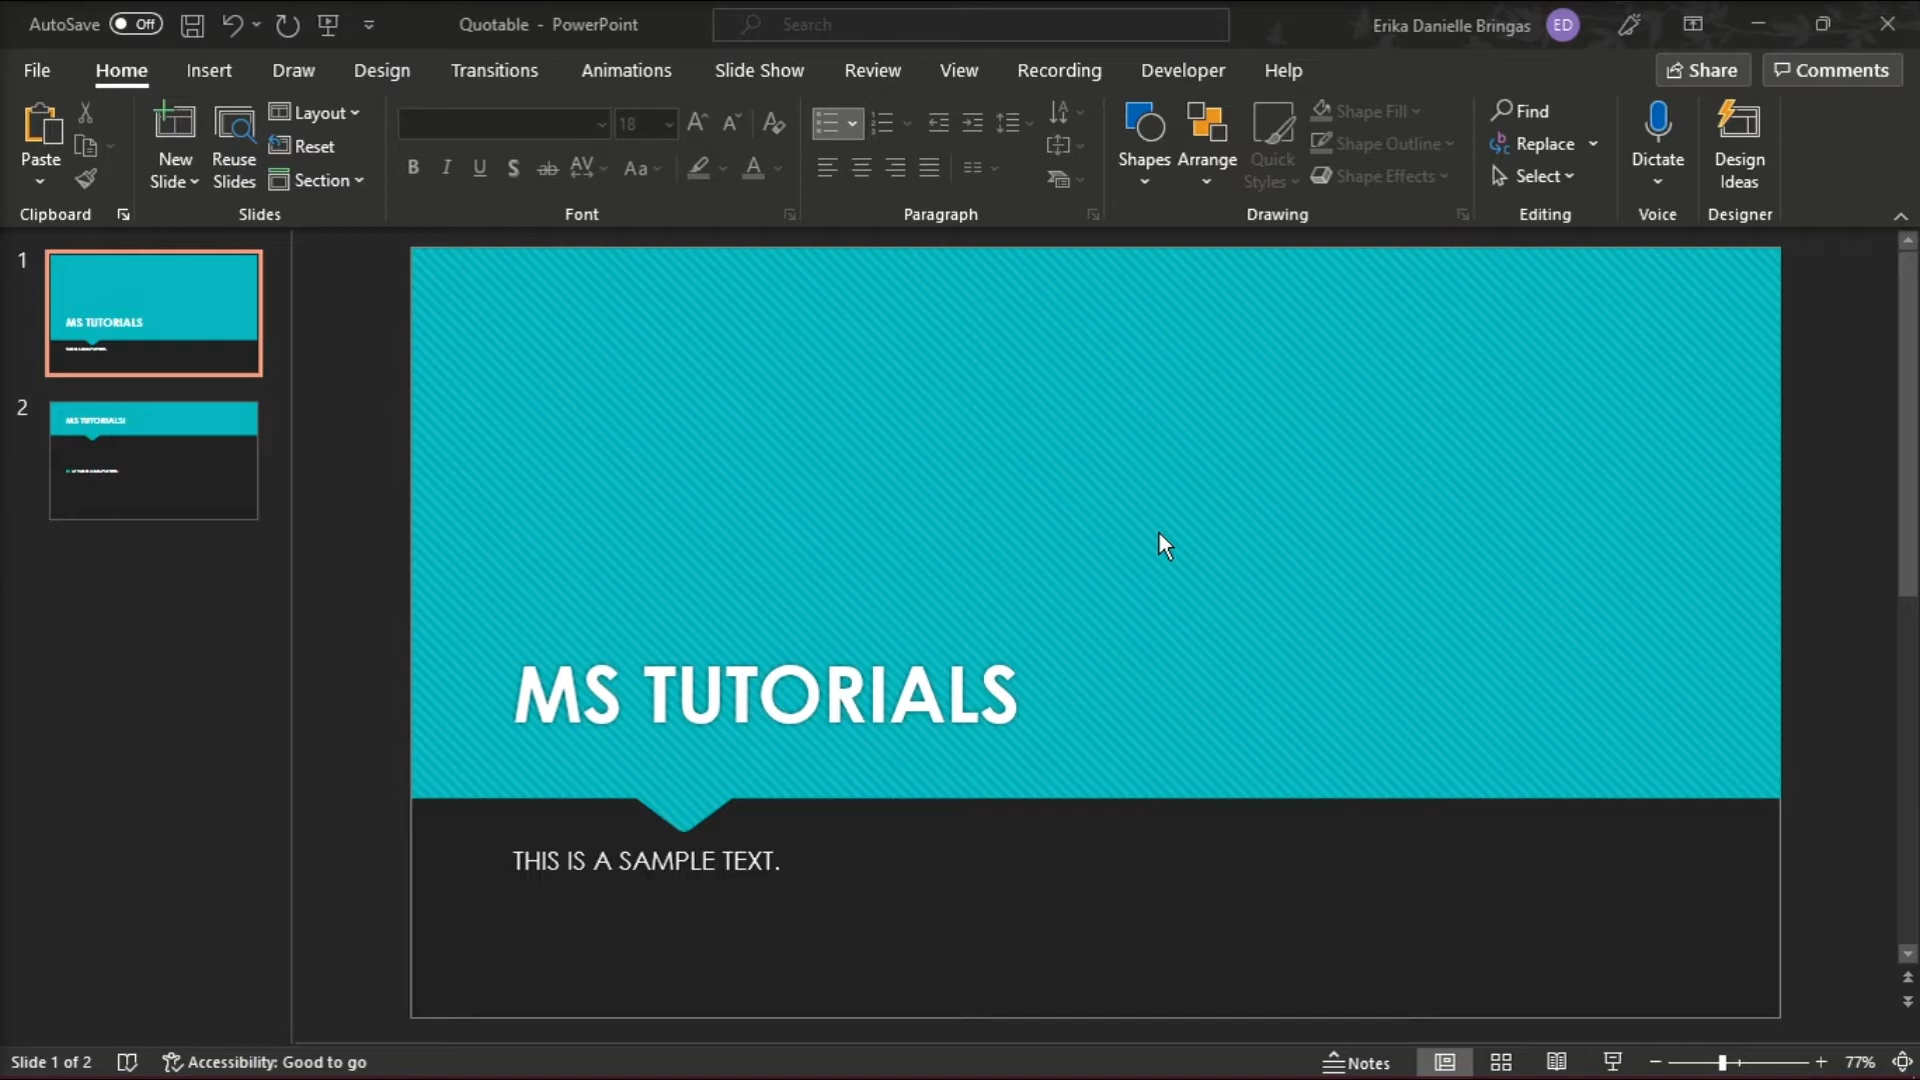 AutoSave Off Quotable - PowerPoint Search Erika Danielle Bringas ED
File Home Insert Draw Design Transitions Animations Slide Show Review View Recording Developer Help Share Comments
Paste
Clipboard
New Slide
Reuse Slides
Layout
Reset
Section
Slides
18
B I U S ab AV Aa A
Font
Paragraph
Shapes
Arrange
Quick Styles
Shape Fill
Shape Outline
Shape Effects
Drawing
Find
Replace
Select
Editing
Dictate
Voice
Design Ideas
Designer
1
MS TUTORIALS
2
MS TUTORIALS!
MS TUTORIALS
THIS IS A SAMPLE TEXT.
Slide 1 of 2 Accessibility: Good to go Notes 77%